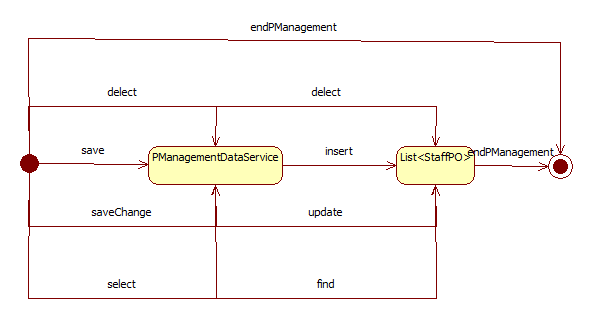 endPManagement
delect
delect
save
PManagementDataService
insert
List<StaffPO>
endPManagement
saveChange
update
select
find